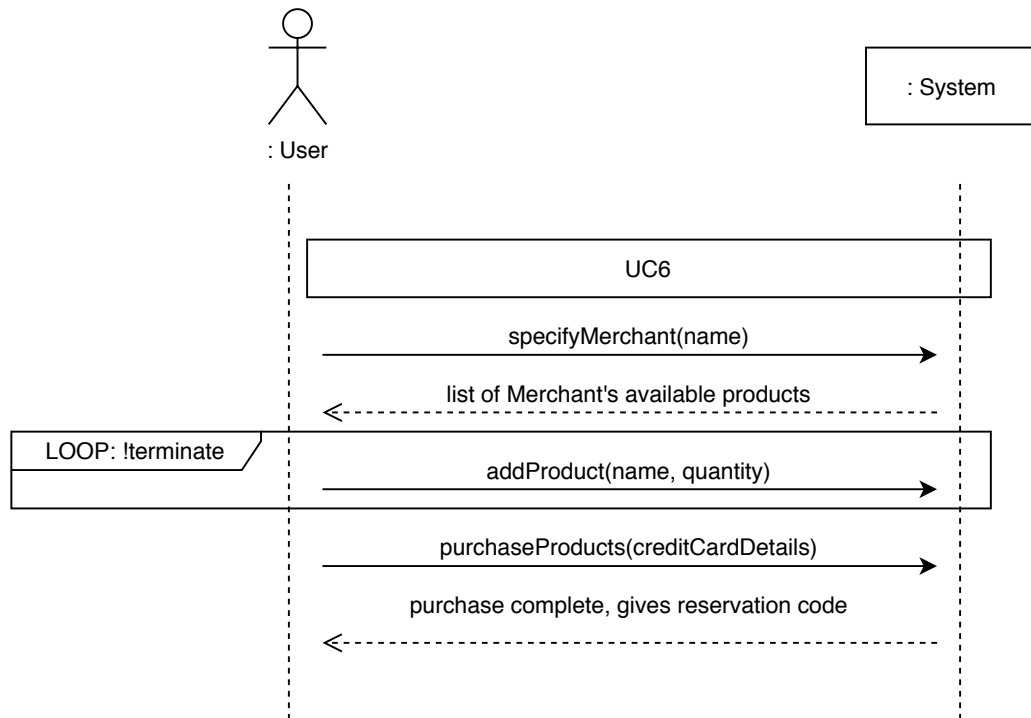 : User
: System
UC6
specifyMerchant(name)
list of Merchant's available products
LOOP: !terminate
addProduct(name, quantity)
purchaseProducts(creditCardDetails)
purchase complete, gives reservation code